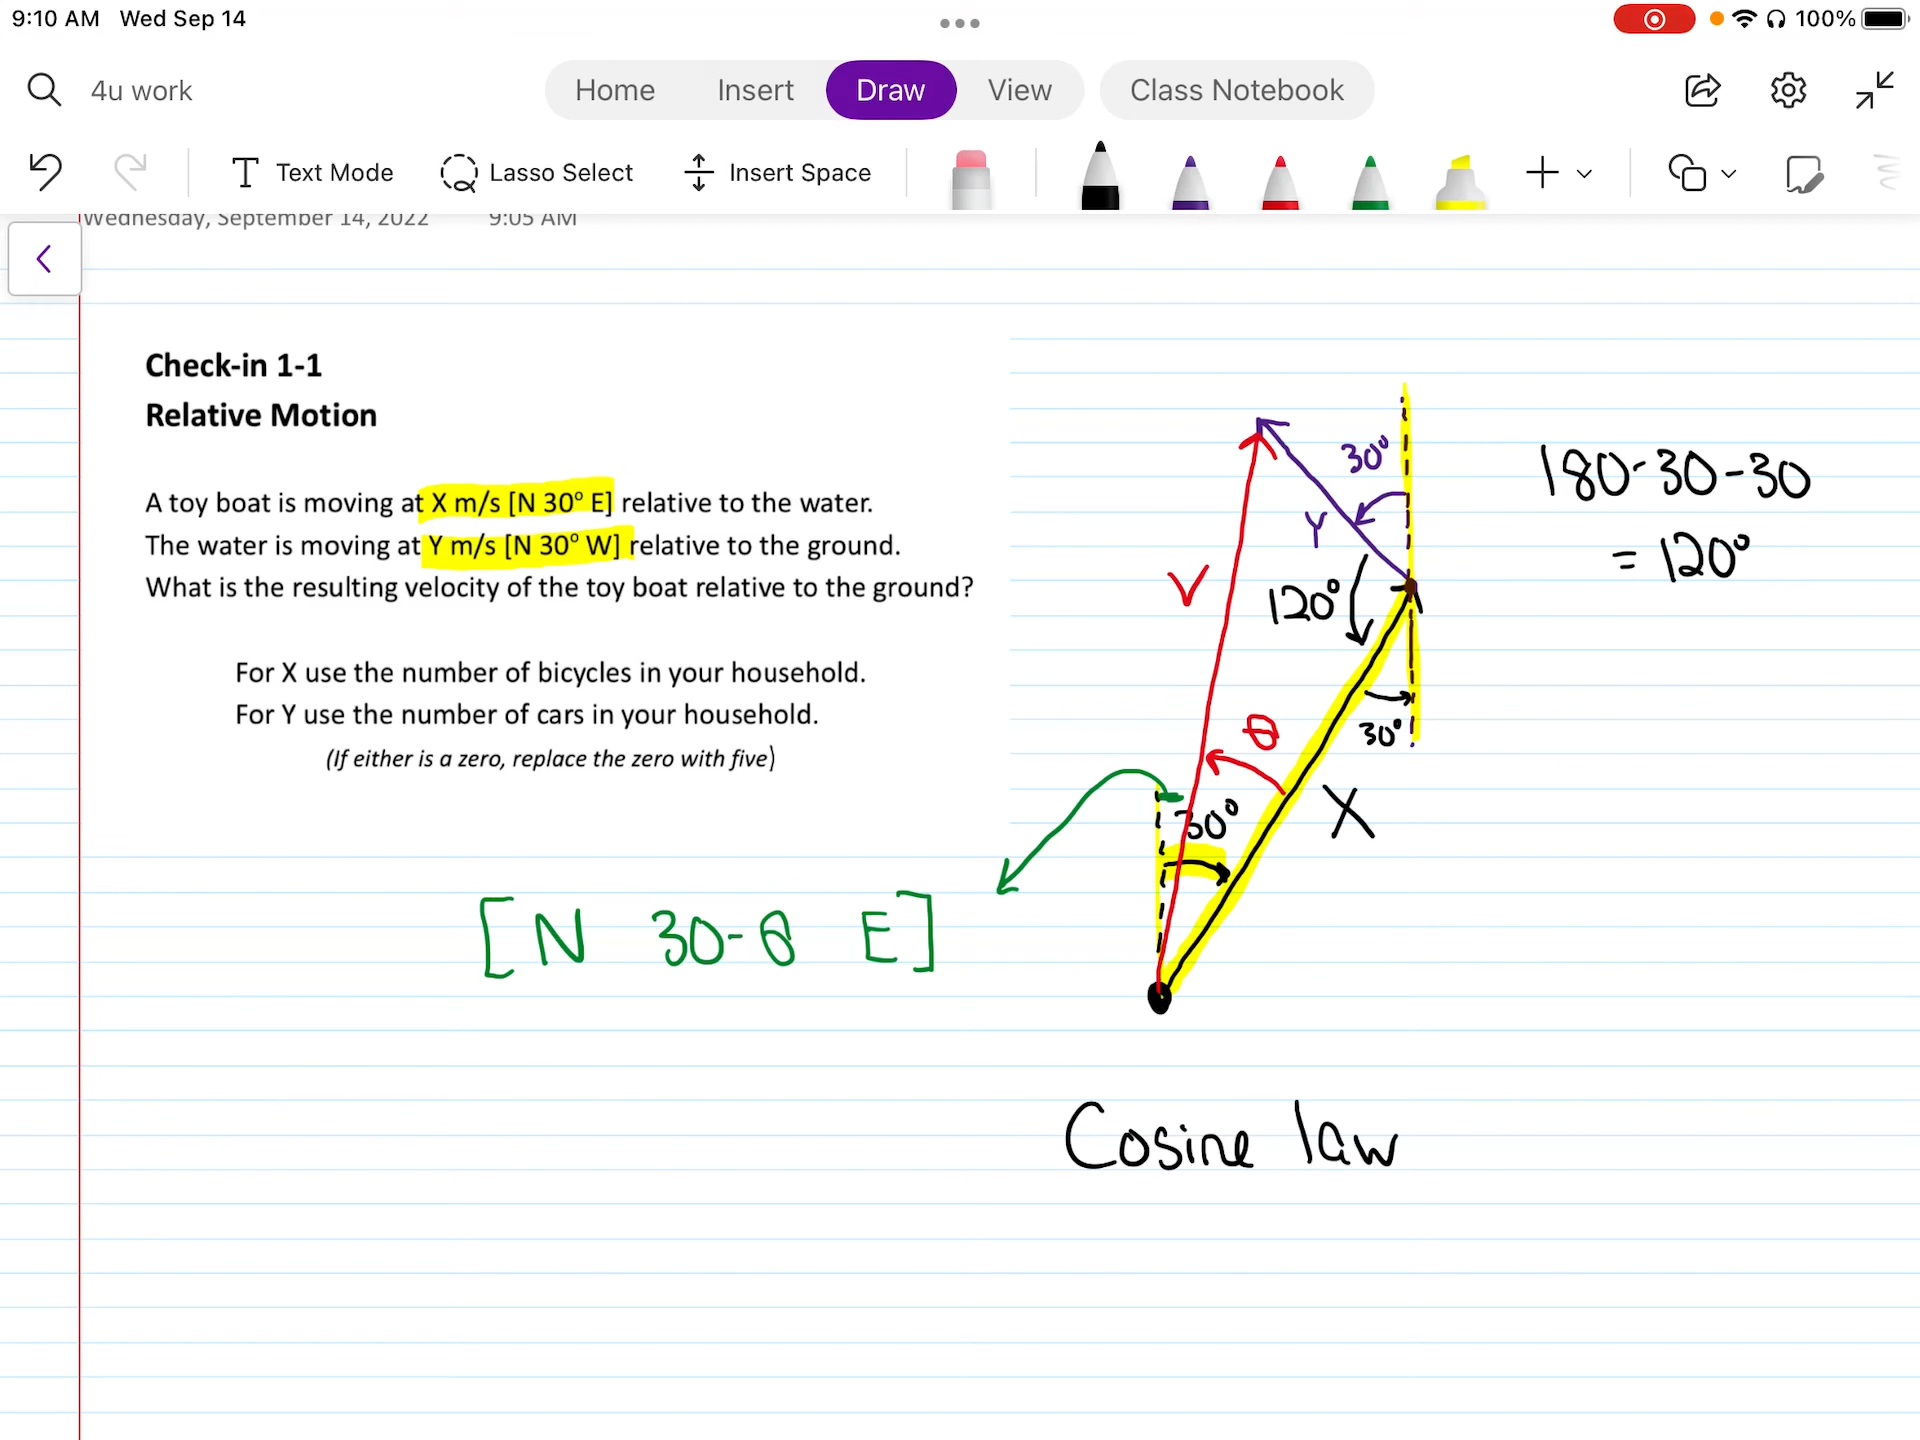 9:10 AM Wed Sep 14
100%
4u work
Home Insert Draw View Class Notebook
Text Mode Lasso Select Insert Space
Wednesday, September 14, 2022 9:05 AM
Check-in 1-1
Relative Motion
A toy boat is moving at X m/s [N 30° E] relative to the water.
The water is moving at Y m/s [N 30° W] relative to the ground.
What is the resulting velocity of the toy boat relative to the ground?
For X use the number of bicycles in your household.
For Y use the number of cars in your household.
(If either is a zero, replace the zero with five)
30°
Y
V
120°
30°
θ
30°
X
180-30-30
= 120°
[N 30-θ E]
Cosine law